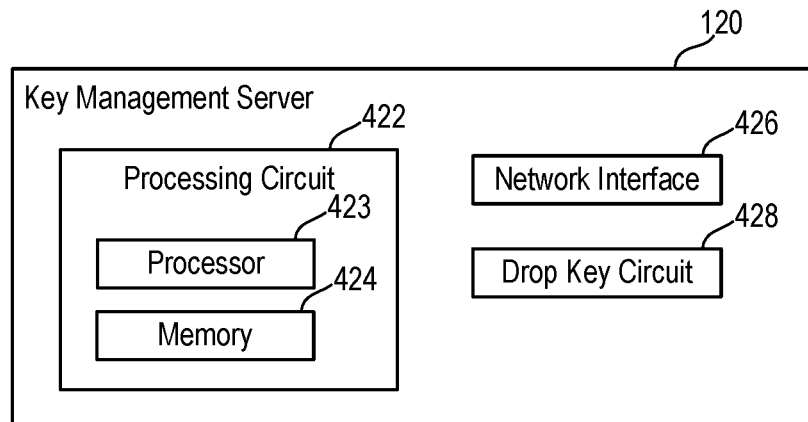 120
Key Management Server
422
Processing Circuit
423
Processor
424
Memory
426
Network Interface
428
Drop Key Circuit